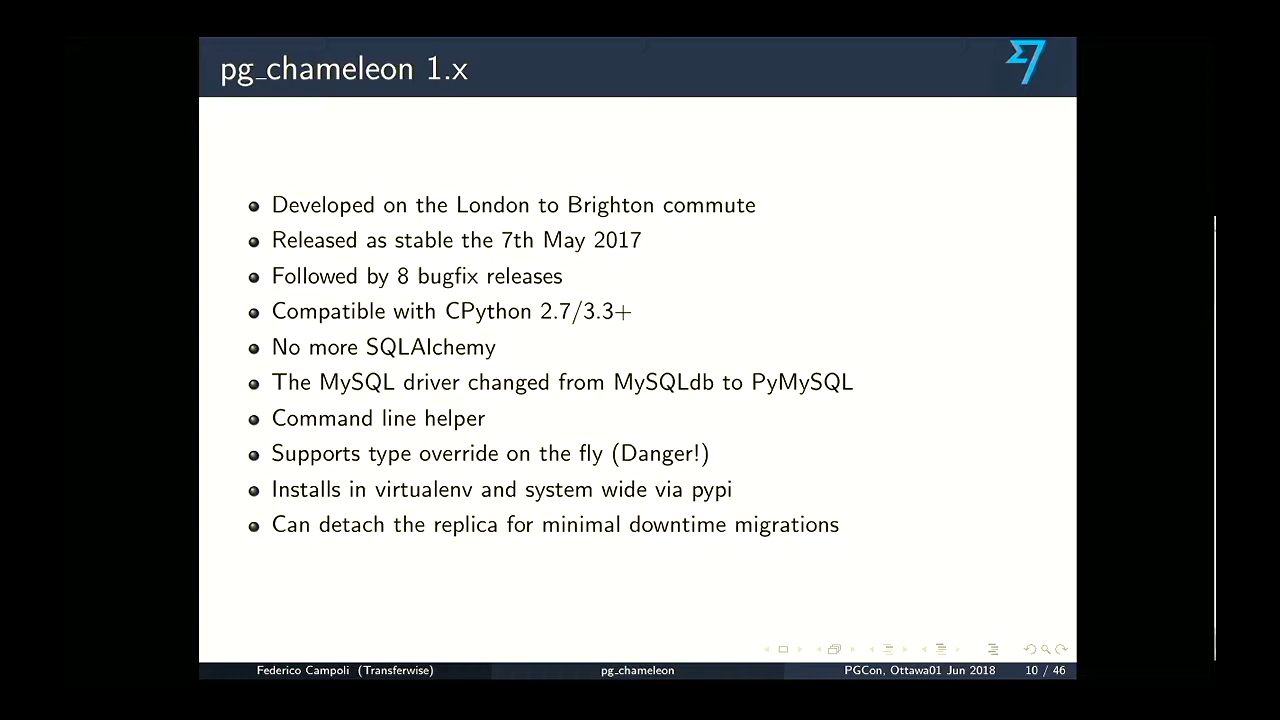 pg_chameleon 1.x
Developed on the London to Brighton commute
Released as stable the 7th May 2017
Followed by 8 bugfix releases
Compatible with CPython 2.7/3.3+
No more SQLAlchemy
The MySQL driver changed from MySQLdb to PyMySQL
Command line helper
Supports type override on the fly (Danger!)
Installs in virtualenv and system wide via pypi
Can detach the replica for minimal downtime migrations
Federico Campoli (Transferwise) pg_chameleon PGCon, Ottawa01 Jun 2018 10 / 46